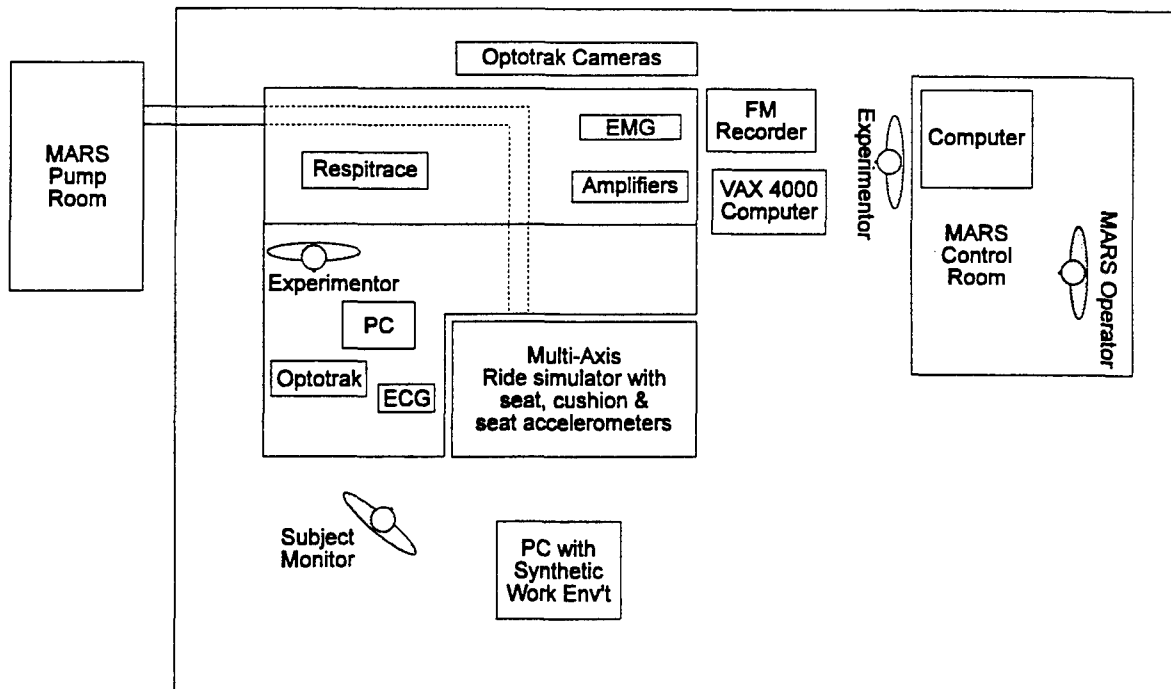 Optotrak Cameras
MARS
Pump
Room
EMG
FM
Recorder
Computer
Respitrace
Amplifiers
VAX 4000
Computer
Experimentor
MARS
Control
Room
MARS Operator
Experimentor
PC
Optotrak
ECG
Multi-Axis
Ride simulator with
seat, cushion &
seat accelerometers
Subject
Monitor
PC with
Synthetic
Work Env't